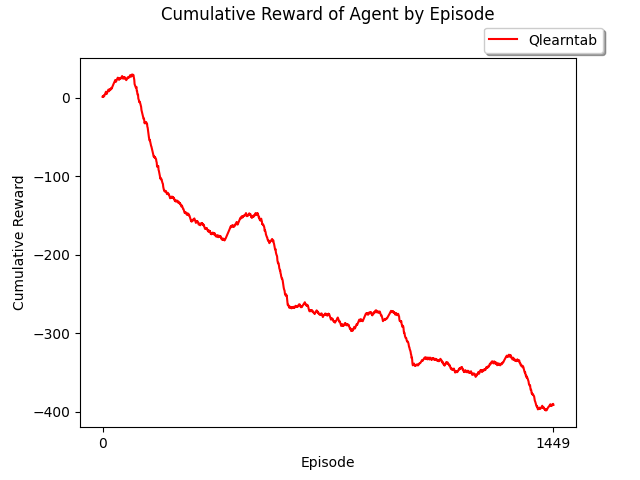 Cumulative Reward of Agent by Episode
Qlearntab
0
−100
−200
−300
−400
Cumulative Reward
0
1449
Episode